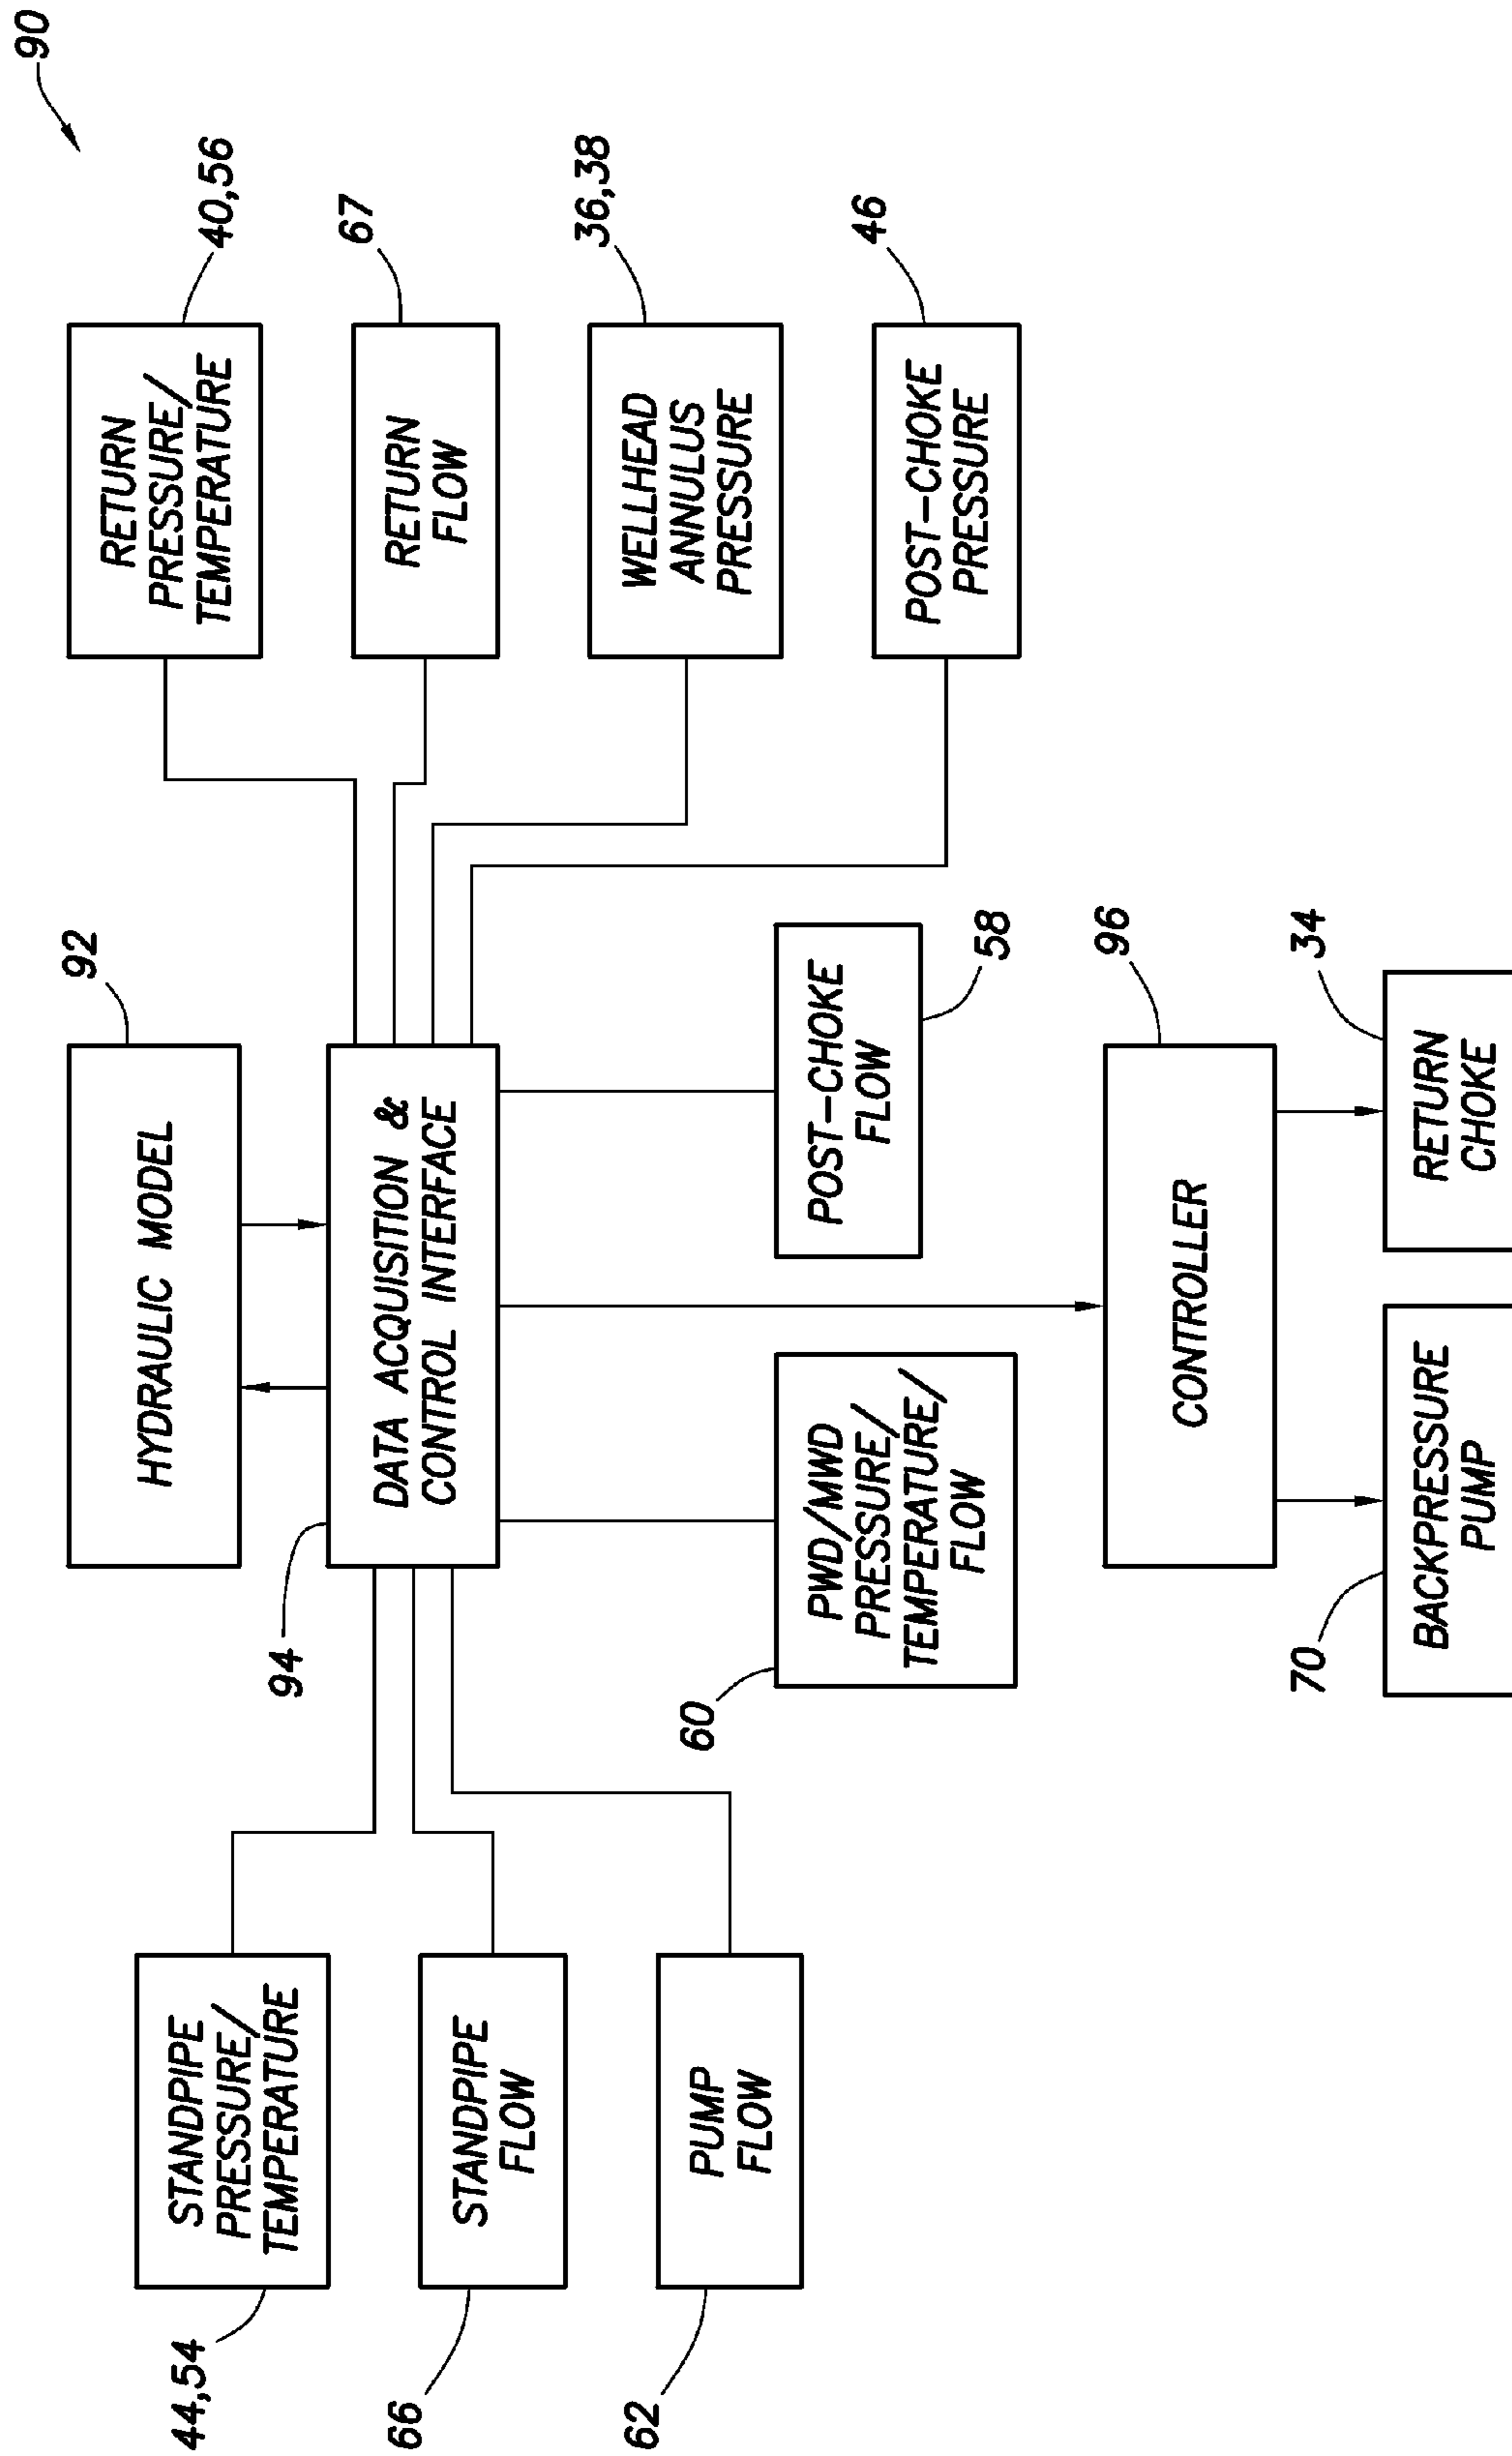 90
92
HYDRAULIC MODEL
94
DATA ACQUISITION &
CONTROL INTERFACE
44,54
STANDPIPE
PRESSURE/
TEMPERATURE
66
STANDPIPE
FLOW
62
PUMP
FLOW
40,56
RETURN
PRESSURE/
TEMPERATURE
67
RETURN
FLOW
36,38
WELLHEAD
ANNULUS
PRESSURE
46
POST-CHOKE
PRESSURE
60
PWD/MWD
PRESSURE/
TEMPERATURE/
FLOW
58
POST-CHOKE
FLOW
96
CONTROLLER
70
BACKPRESSURE
PUMP
34
RETURN
CHOKE